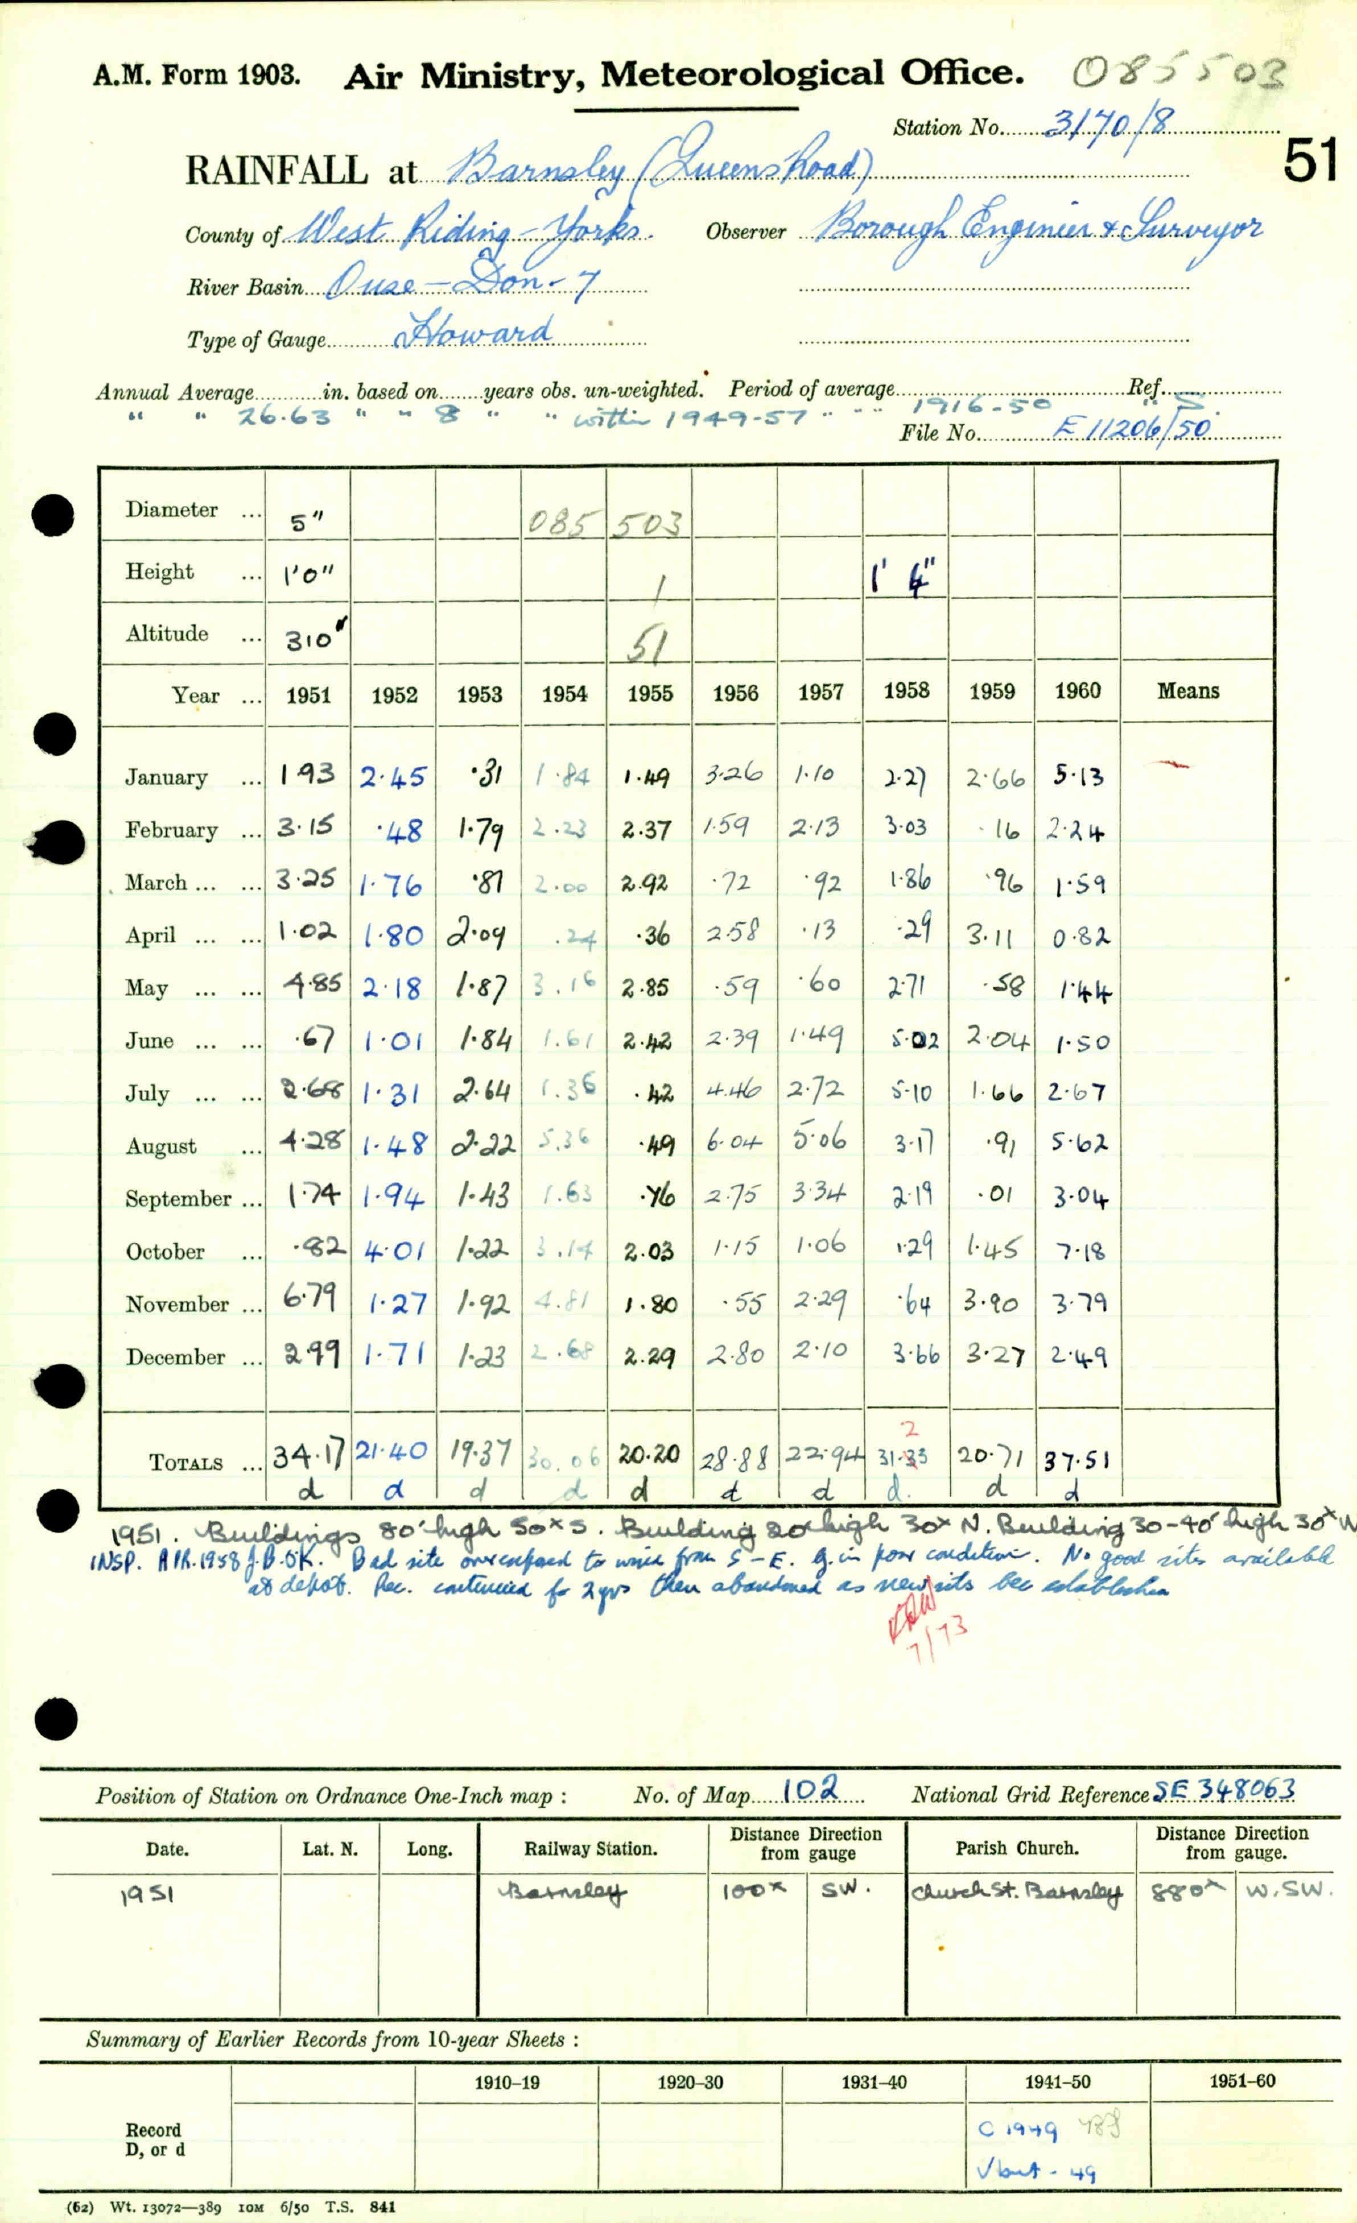 A.M. Form 1903. Air Ministry, Meteorological Office. 085503
Station No. 3170/8
51
RAINFALL at Barnsley (Queens Road)
County of West Riding - Yorks. Observer Borough Engineer & Surveyor
River Basin Ouse - Don - 7
Type of Gauge Howard
Annual Average in. based on years obs. un-weighted. Period of average Ref.
" " 26.63 " " 8 " " within 1949-57 " " " 1916-50 " S.
File No. E 11206/50
Diameter ... 5" 085 503
Height ... 1'0" 1 1' 4"
Altitude ... 310' 51
Year ... 1951 1952 1953 1954 1955 1956 1957 1958 1959 1960 Means
January ... 1.93 2.45 .31 1.84 1.49 3.26 1.10 2.27 2.66 5.13
February ... 3.15 .48 1.79 2.23 2.37 1.59 2.13 3.03 .16 2.24
March ... ... 3.25 1.76 .81 2.00 2.92 .72 .92 1.86 .96 1.59
April ... ... 1.02 1.80 2.09 .24 .36 2.58 .13 .29 3.11 0.82
May ... ... 4.85 2.18 1.87 3.16 2.85 .59 .60 2.71 .58 1.44
June ... ... .67 1.01 1.84 1.61 2.42 2.39 1.49 5.02 2.04 1.50
July ... ... 2.68 1.31 2.64 1.36 .42 4.46 2.72 5.10 1.66 2.67
August ... 4.28 1.48 2.22 5.36 .49 6.04 5.06 3.17 .91 5.62
September ... 1.74 1.94 1.43 1.63 .76 2.75 3.34 2.19 .01 3.04
October ... .82 4.01 1.22 3.14 2.03 1.15 1.06 1.29 1.45 7.18
November ... 6.79 1.27 1.92 4.81 1.80 .55 2.29 .64 3.90 3.79
December ... 2.99 1.71 1.23 2.68 2.29 2.80 2.10 3.66 3.27 2.49
2
TOTALS ... 34.17 21.40 19.37 30.06 20.20 28.88 22.94 31.33 20.71 37.51
d d d d d d d d. d d
1951. Buildings 80' high 50x S. Building 20' high 30x N. Building 30-40' high 30x W
INSP. APR. 1958 J.B.OK. Bad site overexposed to wind from S-E. g. in poor condition. No good sites available
at depot. Rec. continued for 2 yrs then abandoned as new site bec established
7/73
Position of Station on Ordnance One-Inch map : No. of Map 102 National Grid Reference SE 348063
Date. Lat. N. Long. Railway Station. Distance from Direction gauge Parish Church. Distance from Direction gauge.
1951 Barnsley 100x SW. Church St. Barnsley 880x W.SW.
Summary of Earlier Records from 10-year Sheets :
1910–19 1920–30 1931–40 1941–50 1951–60
Record
D, or d
C 1949
V but - 49
(62) Wt. 13072—389 10M 6/50 T.S. 841